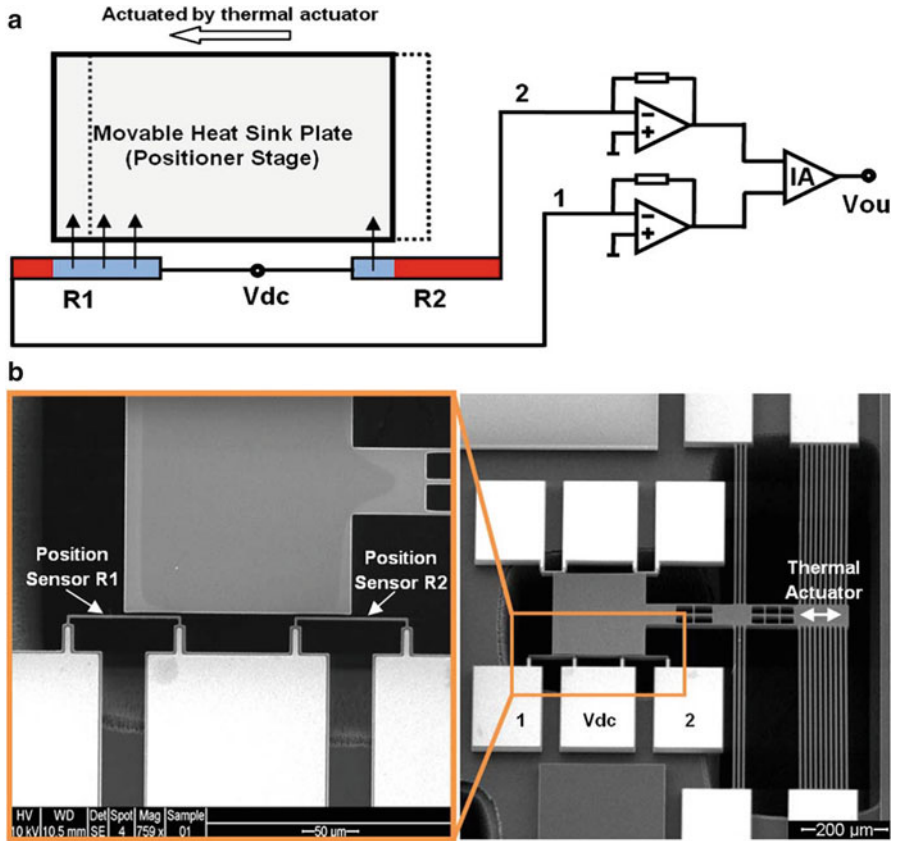 a
Actuated by thermal actuator
Movable Heat Sink Plate
(Positioner Stage)
2
1
IA
Vou
R1
Vdc
R2
b
Position
Sensor R1
Position
Sensor R2
Thermal
Actuator
1
Vdc
2
HV WD Det Spot Mag Sample
10 kV 10.5 mm SE 4 759 x 01
50 µm
200 µm